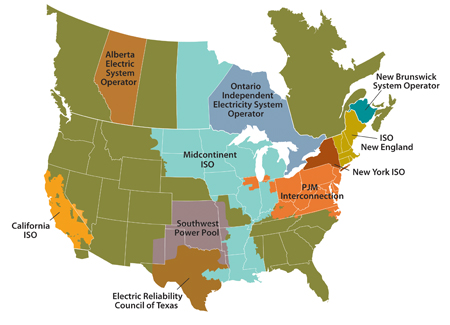 Alberta
Electric
System
Operator
Ontario
Independent
Electricity System
Operator
New Brunswick
System Operator
ISO
New England
Midcontinent
ISO
New York ISO
PJM
Interconnection
California
ISO
Southwest
Power Pool
Electric Reliability
Council of Texas